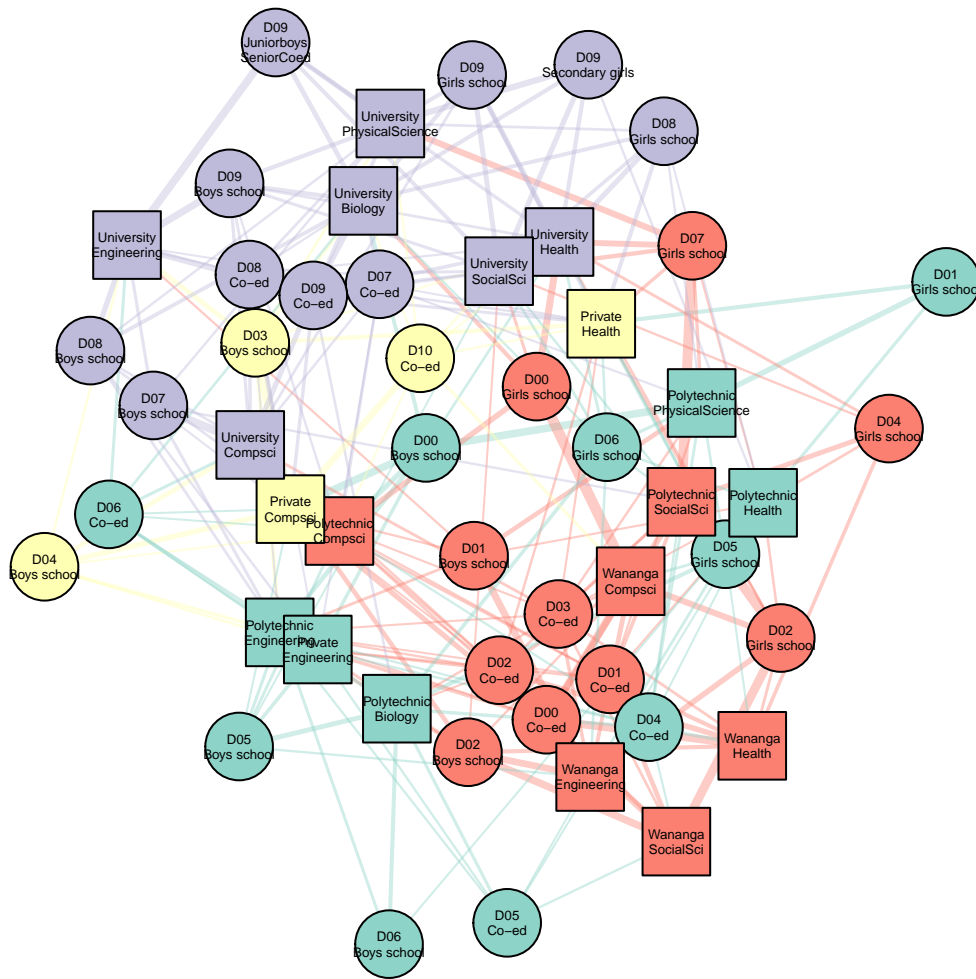 D09
Juniorboys
SeniorCoed
D09
Girls school
D09
Secondary girls
University
PhysicalScience
D08
Girls school
D09
Boys school
University
Biology
University
Engineering
University
Health
University
SocialSci
D07
Girls school
D08
Co−ed
D09
Co−ed
D07
Co−ed
D01
Girls school
Private
Health
D03
Boys school
D10
Co−ed
D08
Boys school
D00
Girls school
Polytechnic
PhysicalScience
D07
Boys school
D04
Girls school
University
Compsci
D00
Boys school
D06
Girls school
Polytechnic
SocialSci
Polytechnic
Health
D06
Co−ed
Private
Compsci
Polytechnic
Compsci
D04
Boys school
D01
Boys school
D05
Girls school
Wananga
Compsci
D03
Co−ed
Polytechnic
Engineering
Private
Engineering
D02
Girls school
D02
Co−ed
D01
Co−ed
Polytechnic
Biology
D00
Co−ed
D04
Co−ed
D05
Boys school
D02
Boys school
Wananga
Health
Wananga
Engineering
Wananga
SocialSci
D05
Co−ed
D06
Boys school